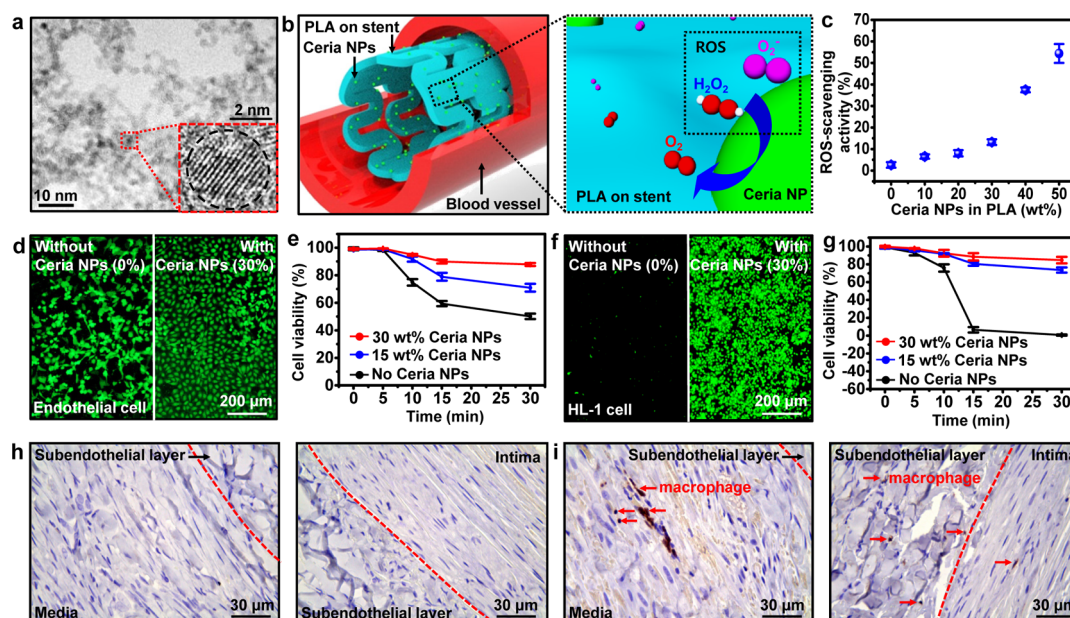 a
2 nm
10 nm
b
PLA on stent
Ceria NPs
Blood vessel
ROS
O₂⁻
H₂O₂
O₂
PLA on stent
Ceria NP
c
ROS-scavenging
activity (%)
70
60
50
40
30
20
10
0
0 10 20 30 40 50
Ceria NPs in PLA (wt%)
d
Without
Ceria NPs (0%)
With
Ceria NPs (30%)
Endothelial cell
200 μm
e
Cell viability (%)
100
80
60
40
20
0
30 wt% Ceria NPs
15 wt% Ceria NPs
No Ceria NPs
0 5 10 15 30
Time (min)
f
Without
Ceria NPs (0%)
With
Ceria NPs (30%)
HL-1 cell
200 μm
g
Cell viability (%)
100
80
60
40
20
0
-20
-40
-60
30 wt% Ceria NPs
15 wt% Ceria NPs
No Ceria NPs
0 5 10 15 30
Time (min)
h
Subendothelial layer
Media
30 μm
Intima
Subendothelial layer
30 μm
i
Subendothelial layer
macrophage
Media
30 μm
Subendothelial layer
Intima
macrophage
30 μm